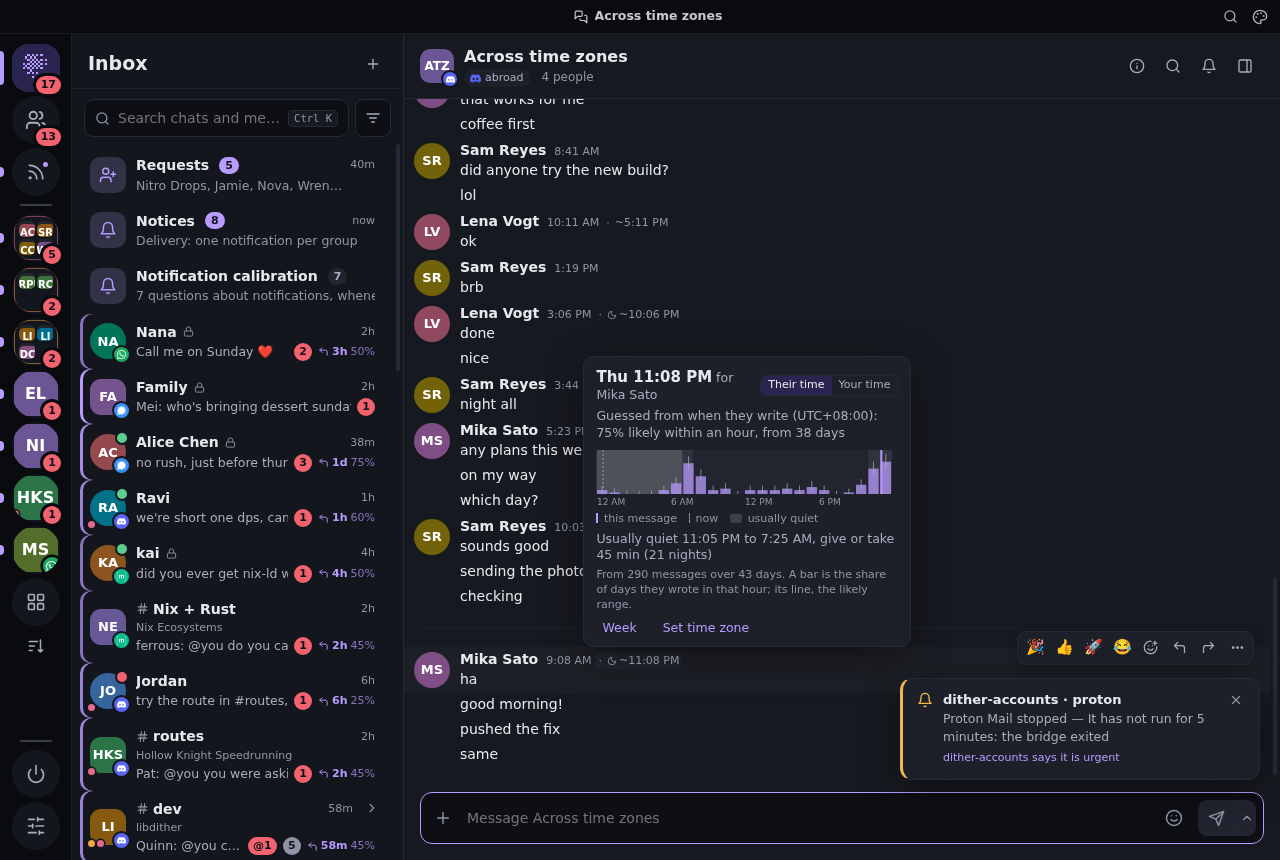 Across time zones
17
13
AC SR
CC
5
RP RC
2
LI LI
DC
2
EL
1
NI
1
HKS
1
MS
Inbox
Search chats and me… Ctrl K
Requests 5 40m
Nitro Drops, Jamie, Nova, Wren…
Notices 8 now
Delivery: one notification per group
Notification calibration 7
7 questions about notifications, whene
NA Nana 2h
Call me on Sunday ❤️ 2 3h 50%
FA Family 2h
Mei: who's bringing dessert sunday 1
AC Alice Chen 38m
no rush, just before thur 3 1d 75%
RA Ravi 1h
we're short one dps, can 1 1h 60%
KA kai 4h
did you ever get nix-ld w 1 4h 50%
NE # Nix + Rust 2h
Nix Ecosystems
ferrous: @you do you ca 1 2h 45%
JO Jordan 6h
try the route in #routes, 1 6h 25%
HKS # routes 2h
Hollow Knight Speedrunning
Pat: @you you were aski 1 2h 45%
LI # dev 58m
libdither
Quinn: @you c… @1 5 58m 45%
ATZ Across time zones
abroad 4 people
that works for me
coffee first
SR Sam Reyes 8:41 AM
did anyone try the new build?
lol
LV Lena Vogt 10:11 AM · ~5:11 PM
ok
SR Sam Reyes 1:19 PM
brb
LV Lena Vogt 3:06 PM · ~10:06 PM
done
nice
SR Sam Reyes 3:44
night all
MS Mika Sato 5:23 P
any plans this we
on my way
which day?
SR Sam Reyes 10:03
sounds good
sending the photo
checking
Thu 11:08 PM for
Mika Sato
Their time Your time
Guessed from when they write (UTC+08:00):
75% likely within an hour, from 38 days
12 AM 6 AM 12 PM 6 PM
this message now usually quiet
Usually quiet 11:05 PM to 7:25 AM, give or take
45 min (21 nights)
From 290 messages over 43 days. A bar is the share
of days they wrote in that hour; its line, the likely
range.
Week Set time zone
MS Mika Sato 9:08 AM · ~11:08 PM
ha
good morning!
pushed the fix
same
dither-accounts · proton
Proton Mail stopped — It has not run for 5
minutes: the bridge exited
dither-accounts says it is urgent
Message Across time zones